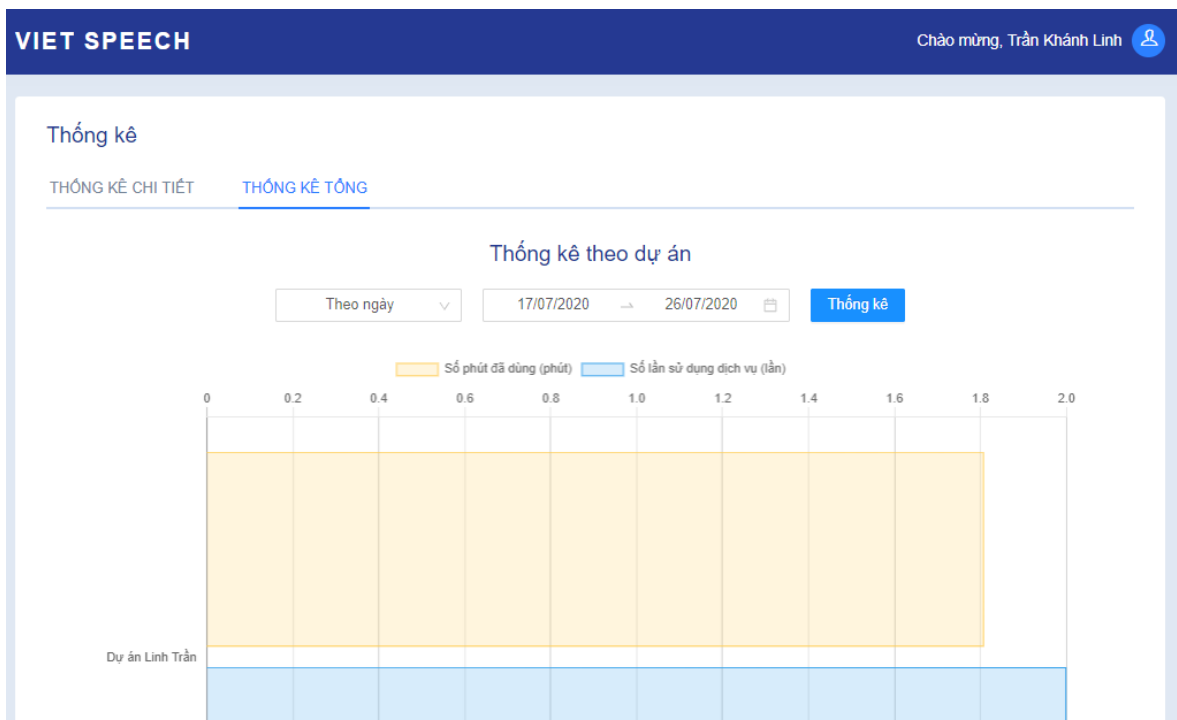 VIET SPEECH
Chào mừng, Trần Khánh Linh
Thống kê
THỐNG KÊ CHI TIẾT THỐNG KÊ TỔNG
Thống kê theo dự án
Theo ngày 17/07/2020 → 26/07/2020 Thống kê
Số phút đã dùng (phút) Số lần sử dụng dịch vụ (lần)
0 0.2 0.4 0.6 0.8 1.0 1.2 1.4 1.6 1.8 2.0
Dự án Linh Trần